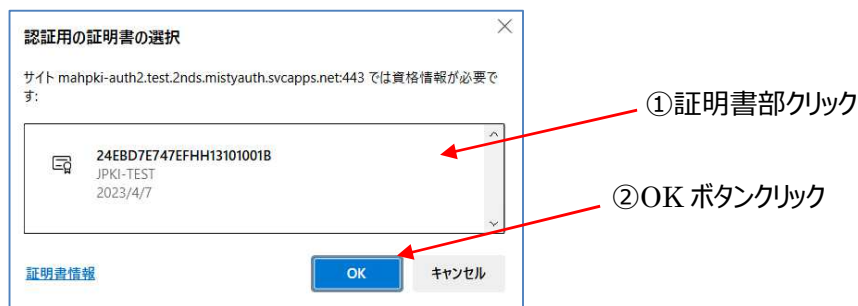 認証用の証明書の選択
サイト mahpki-auth2.test.2nds.mistyauth.svcapps.net:443 では資格情報が必要で
す:
①証明書部クリック
24EBD7E747EFHH13101001B
JPKI-TEST
2023/4/7
②OK ボタンクリック
証明書情報
OK
キャンセル